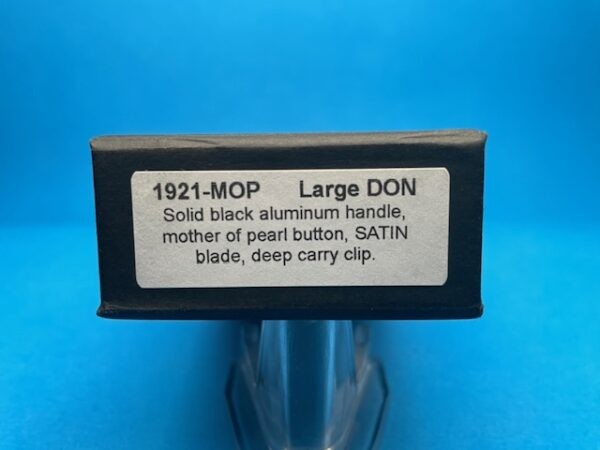 1921-MOP Large DON
Solid black aluminum handle,
mother of pearl button, SATIN
blade, deep carry clip.